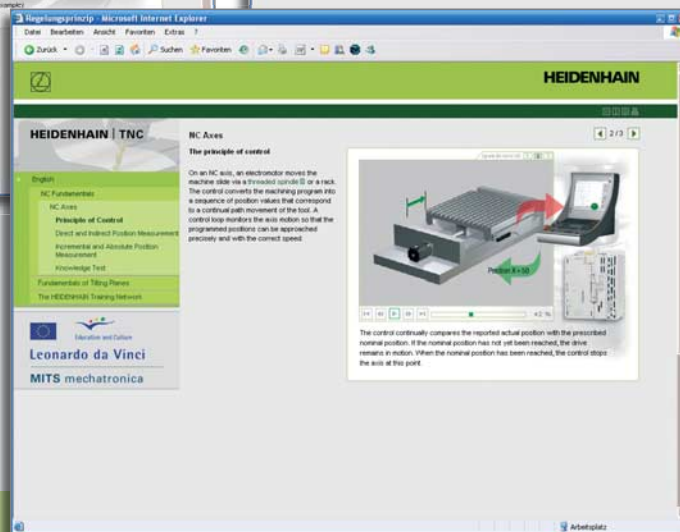 Regelungsprinzip - Microsoft Internet Explorer
Datei Bearbeiten Ansicht Favoriten Extras ?
Zurück Suchen Favoriten
HEIDENHAIN
HEIDENHAIN | TNC
English
NC Fundamentals
NC Axes
Principle of Control
Direct and Indirect Position Measurement
Incremental and Absolute Position
Measurement
Knowledge Test
Fundamentals of Tilting Planes
The HEIDENHAIN Training Network
Education and Culture
Leonardo da Vinci
MITS mechatronica
NC Axes
The principle of control
On an NC axis, an electromotor moves the
machine slide via a threaded spindle or a rack.
The control converts the machining program into
a sequence of position values that correspond
to a continual path movement of the tool. A
control loop monitors the axis motion so that the
programmed positions can be approached
precisely and with the correct speed.
2/3
Position X = 50
42 %
The control continually compares the reported actual position with the prescribed
nominal position. If the nominal position has not yet been reached, the drive
remains in motion. When the nominal position has been reached, the control stops
the axis at this point.
Arbeitsplatz